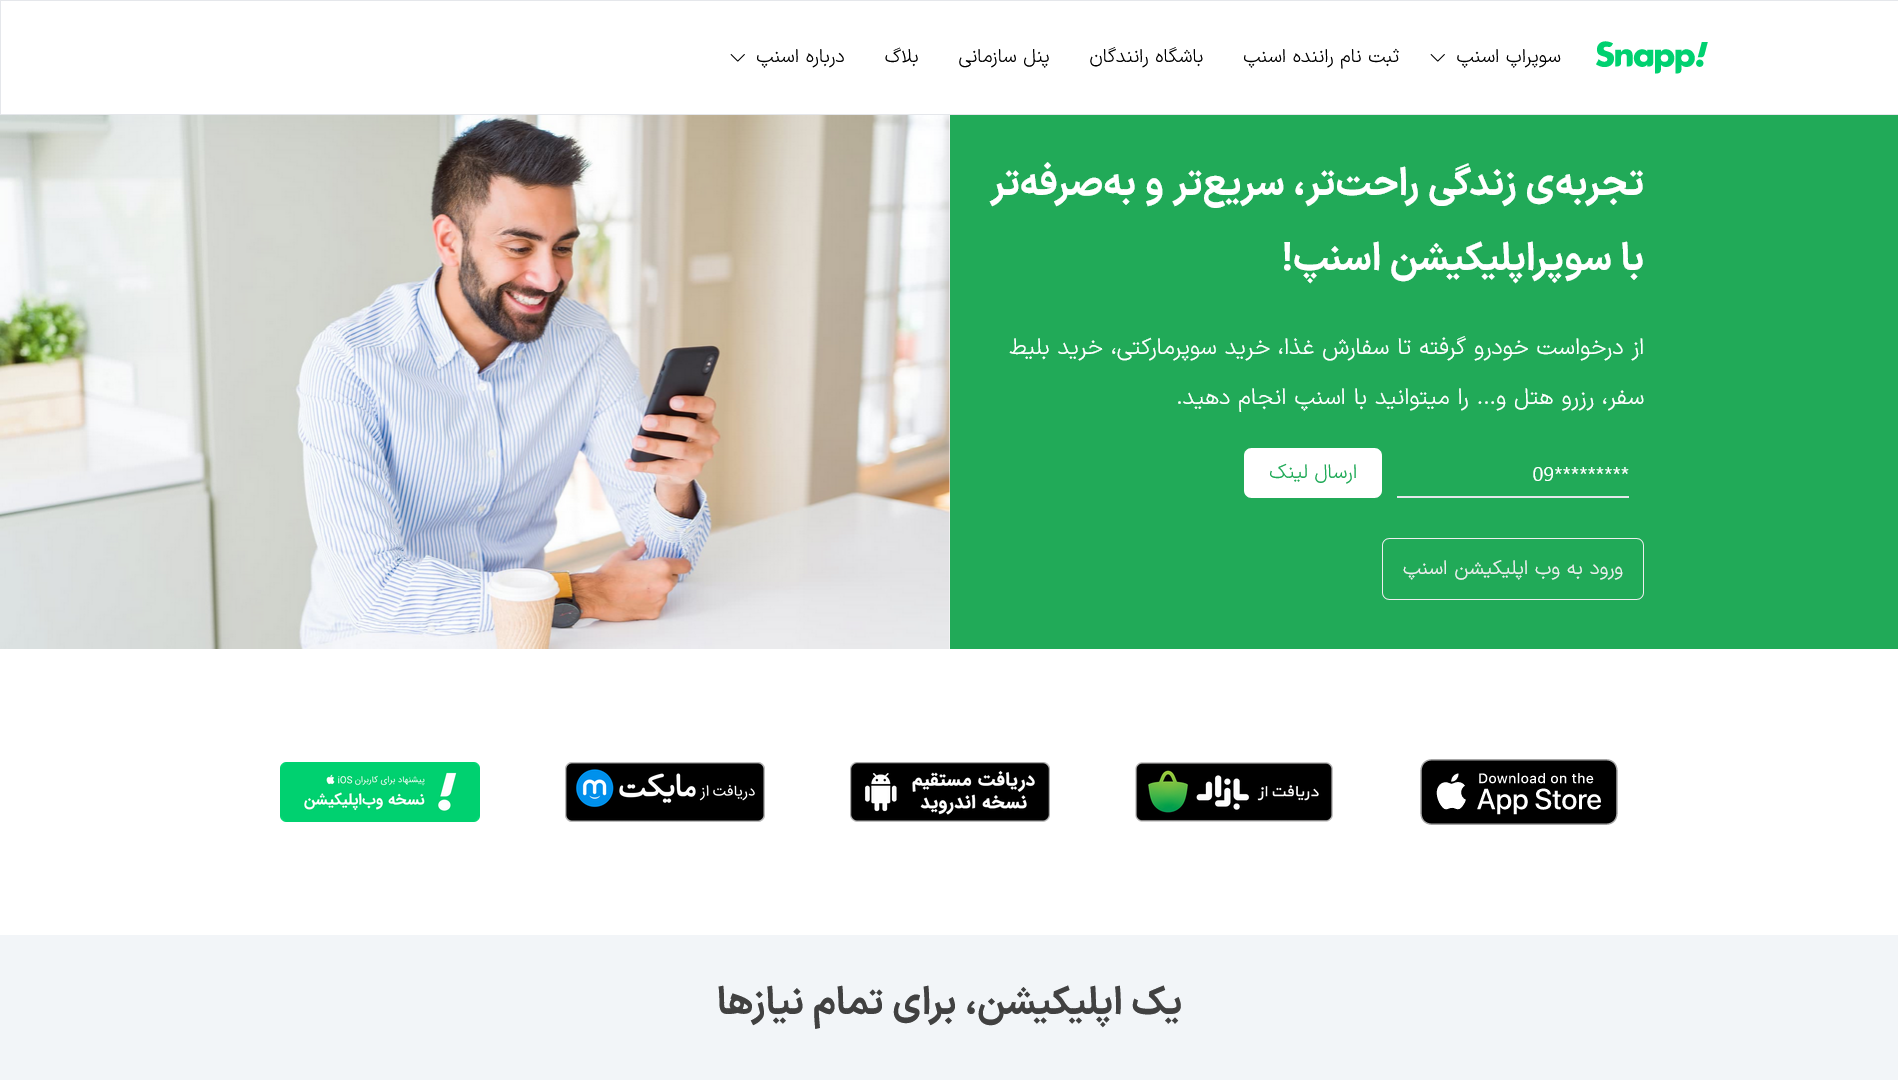 Snapp!
سوپراپ اسنپ
ثبت نام راننده اسنپ
باشگاه رانندگان
پنل سازمانی
بلاگ
درباره اسنپ
تجربه‌ی زندگی راحت‌تر، سریع‌تر و به‌صرفه‌تر
با سوپراپلیکیشن اسنپ!
از درخواست خودرو گرفته تا سفارش غذا، خرید سوپرمارکتی، خرید بلیط
سفر، رزرو هتل و... را میتوانید با اسنپ انجام دهید.
09*********
ارسال لینک
ورود به وب اپلیکیشن اسنپ
Download on the
App Store
دریافت از بازار
دریافت مستقیم
نسخه اندروید
دریافت از مایکت
پیشنهاد برای کاربران iOS
نسخه وب‌اپلیکیشن
یک اپلیکیشن، برای تمام نیازها